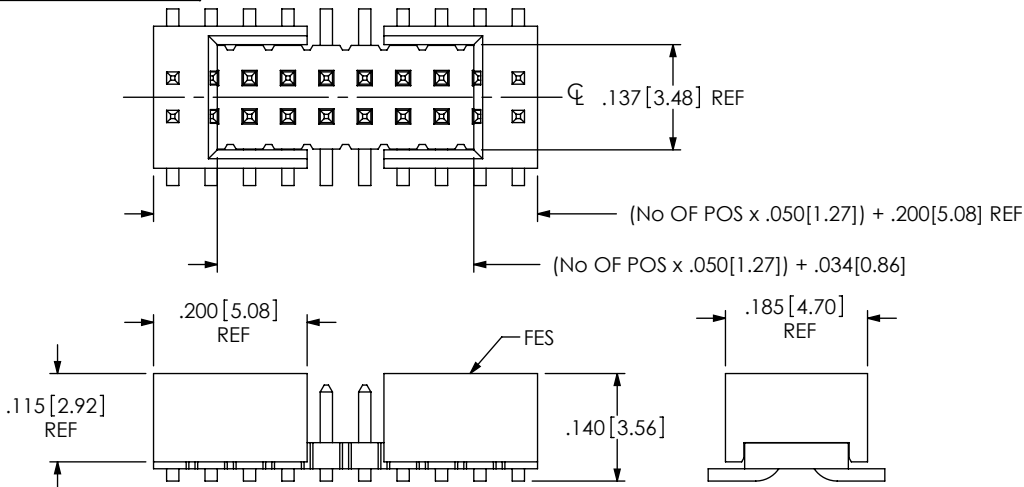 ℄ .137[3.48] REF
(No OF POS x .050[1.27]) + .200[5.08] REF
(No OF POS x .050[1.27]) + .034[0.86]
.200[5.08]
REF
FES
.185[4.70]
REF
.115[2.92]
REF
.140[3.56]